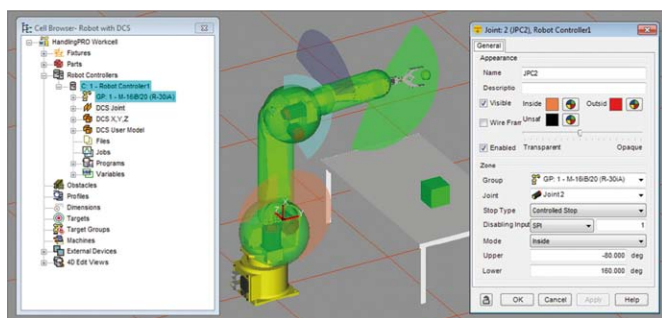 Cell Browser- Robot with DCS
HandlingPRO Workcell
Fixtures
Parts
Robot Controllers
C: 1 - Robot Controller1
GP: 1 - M-16iB/20 (R-30iA)
DCS Joint
DCS X,Y,Z
DCS User Model
Files
Jobs
Programs
Variables
Obstacles
Profiles
Dimensions
Targets
Target Groups
Machines
External Devices
4D Edit Views
Joint: 2 (JPC2), Robot Controller1
General
Appearance
Name JPC2
Descriptio
Visible Inside Outsid
Wire Fran Unsaf
Enabled Transparent Opaque
Zone
Group GP: 1 - M-16iB/20 (R-30iA)
Joint Joint2
Stop Type Controlled Stop
Disabling Input SPI 1
Mode Inside
Upper -80.000 deg
Lower 160.000 deg
OK Cancel Apply Help